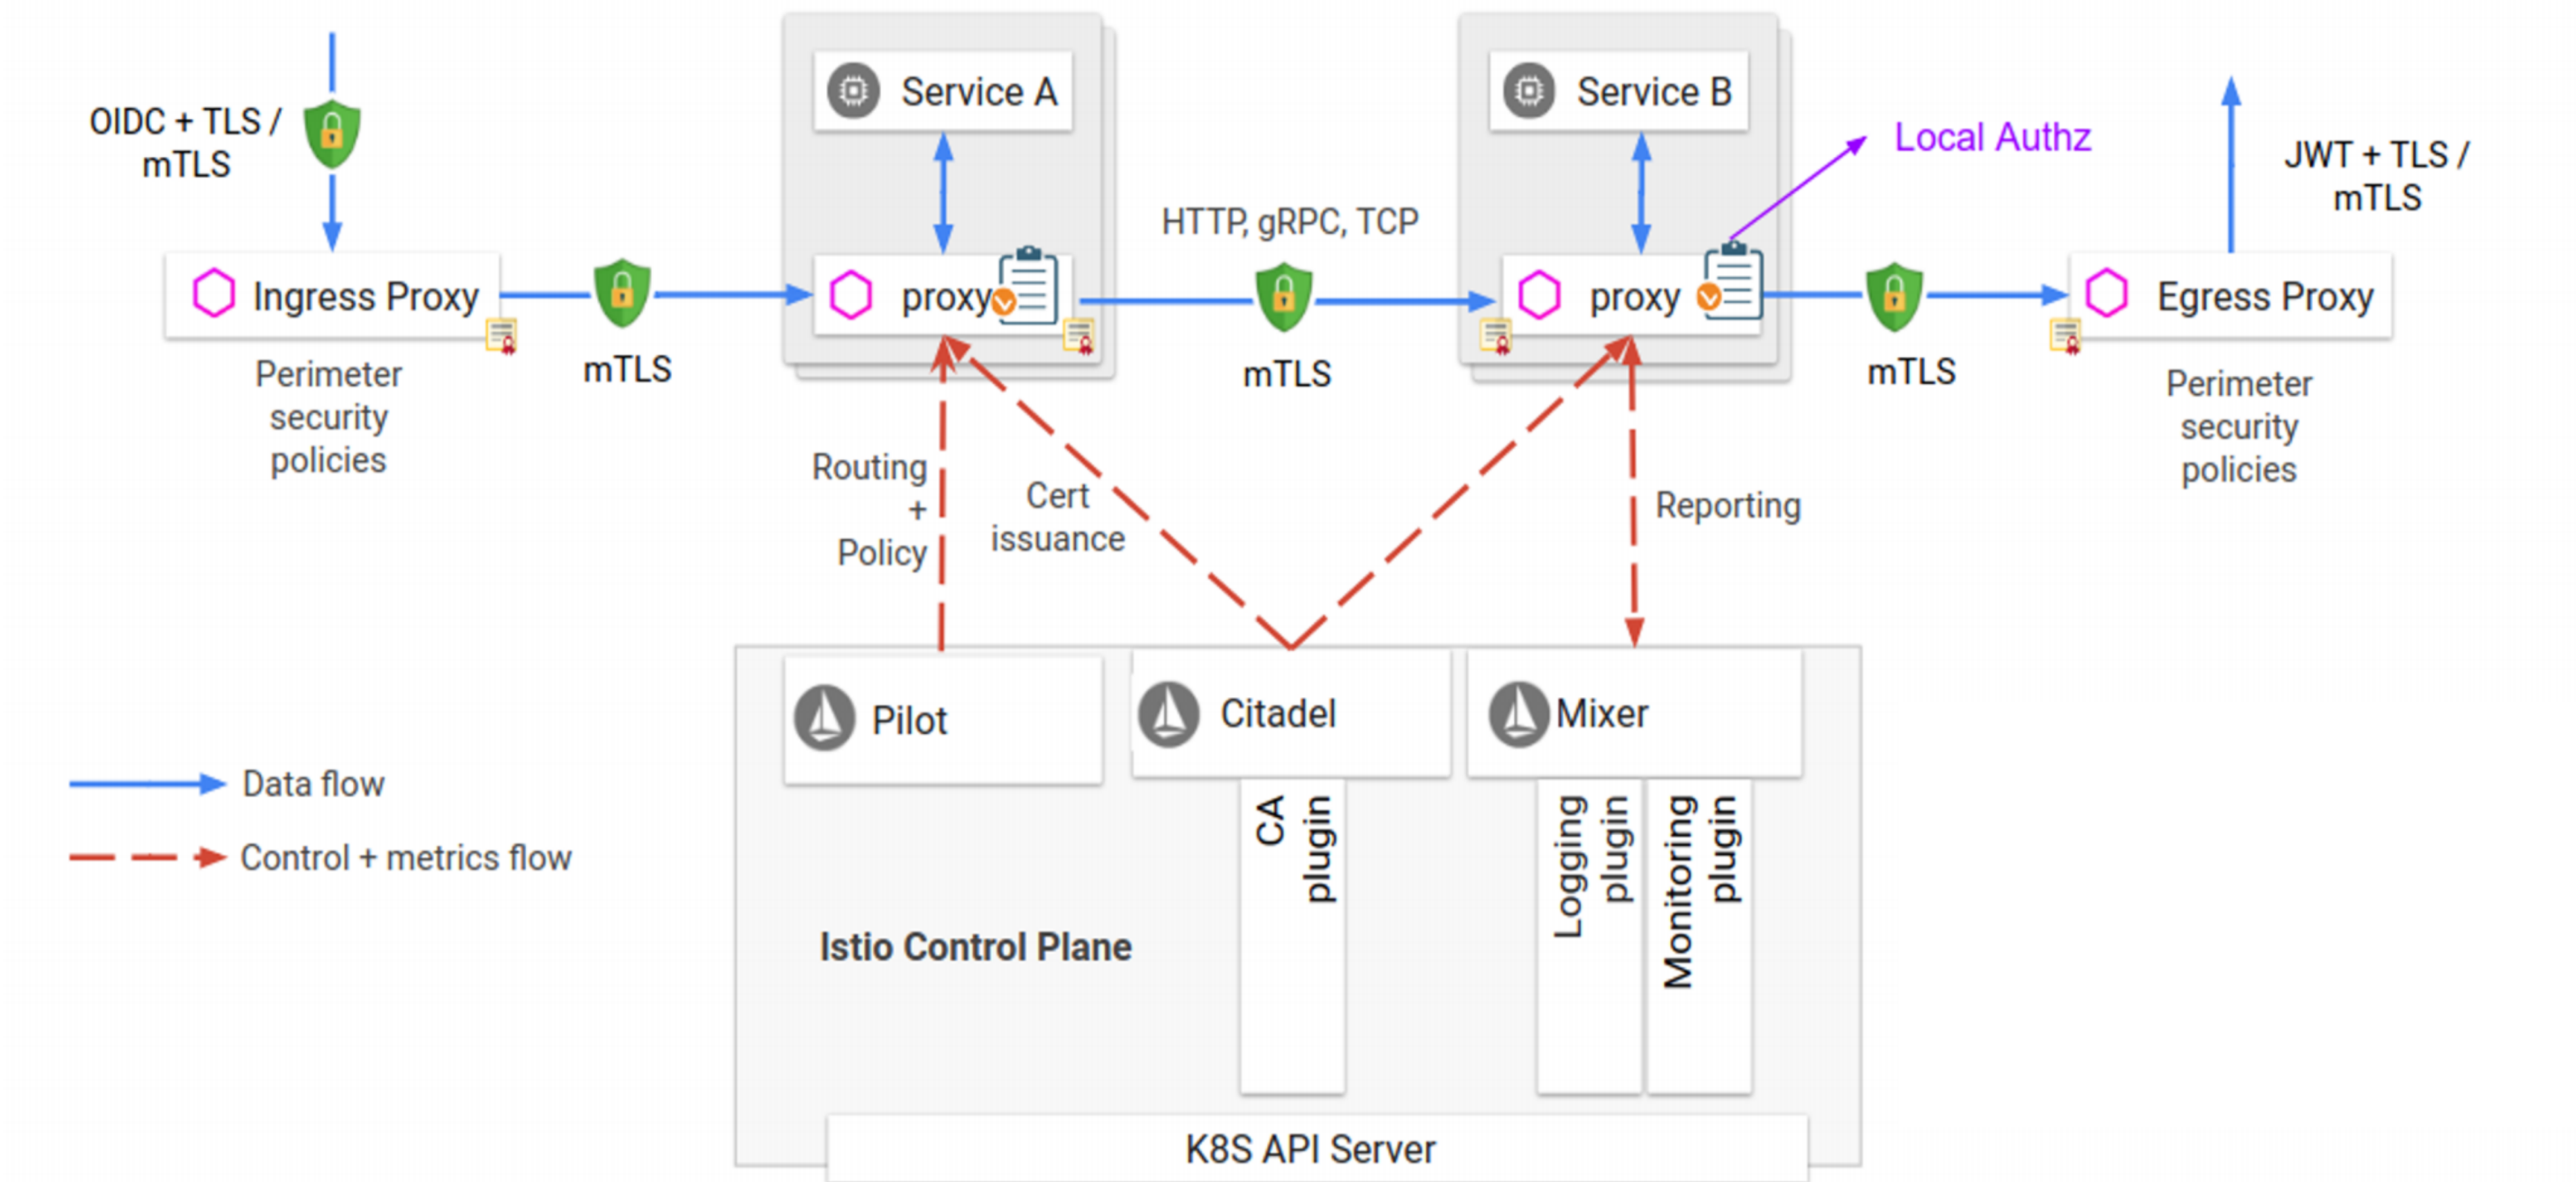 OIDC + TLS /
mTLS
Ingress Proxy
Perimeter
security
policies
mTLS
Service A
proxy
HTTP, gRPC, TCP
mTLS
Service B
proxy
Local Authz
mTLS
JWT + TLS /
mTLS
Egress Proxy
Perimeter
security
policies
Routing
+
Policy
Cert
issuance
Reporting
Pilot
Citadel
Mixer
CA
plugin
Logging
plugin
Monitoring
plugin
Istio Control Plane
K8S API Server
Data flow
Control + metrics flow